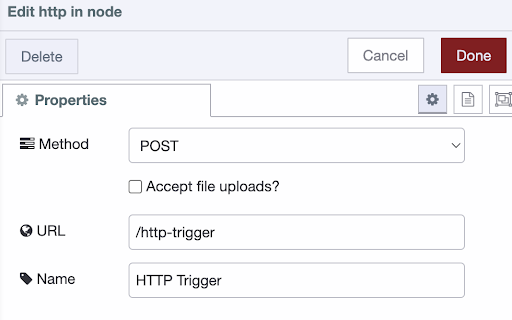 Edit http in node
Delete
Cancel
Done
Properties
Method
POST
Accept file uploads?
URL
/http-trigger
Name
HTTP Trigger